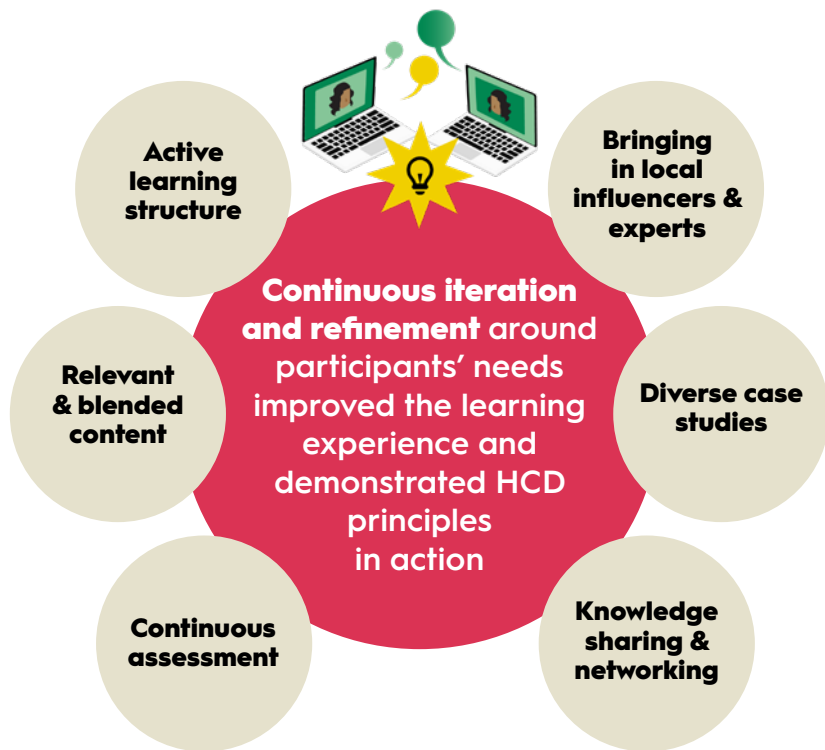 Active
learning
structure
Bringing
in local
influencers &
experts
Continuous iteration
and refinement around
participants’ needs
improved the learning
experience and
demonstrated HCD
principles
in action
Relevant
& blended
content
Diverse case
studies
Continuous
assessment
Knowledge
sharing &
networking